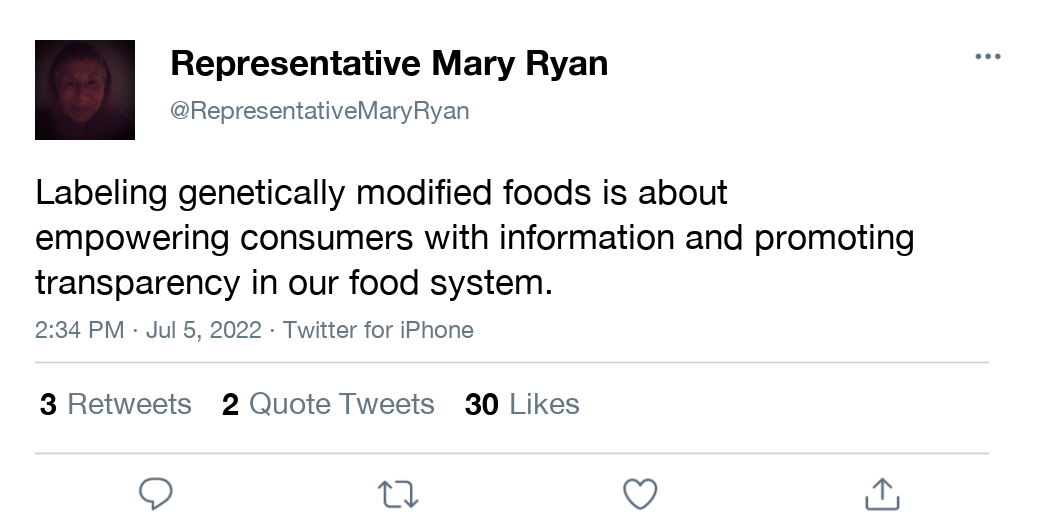 Representative Mary Ryan
@RepresentativeMaryRyan
Labeling genetically modified foods is about
empowering consumers with information and promoting
transparency in our food system.
2:34 PM · Jul 5, 2022 · Twitter for iPhone
3 Retweets 2 Quote Tweets 30 Likes